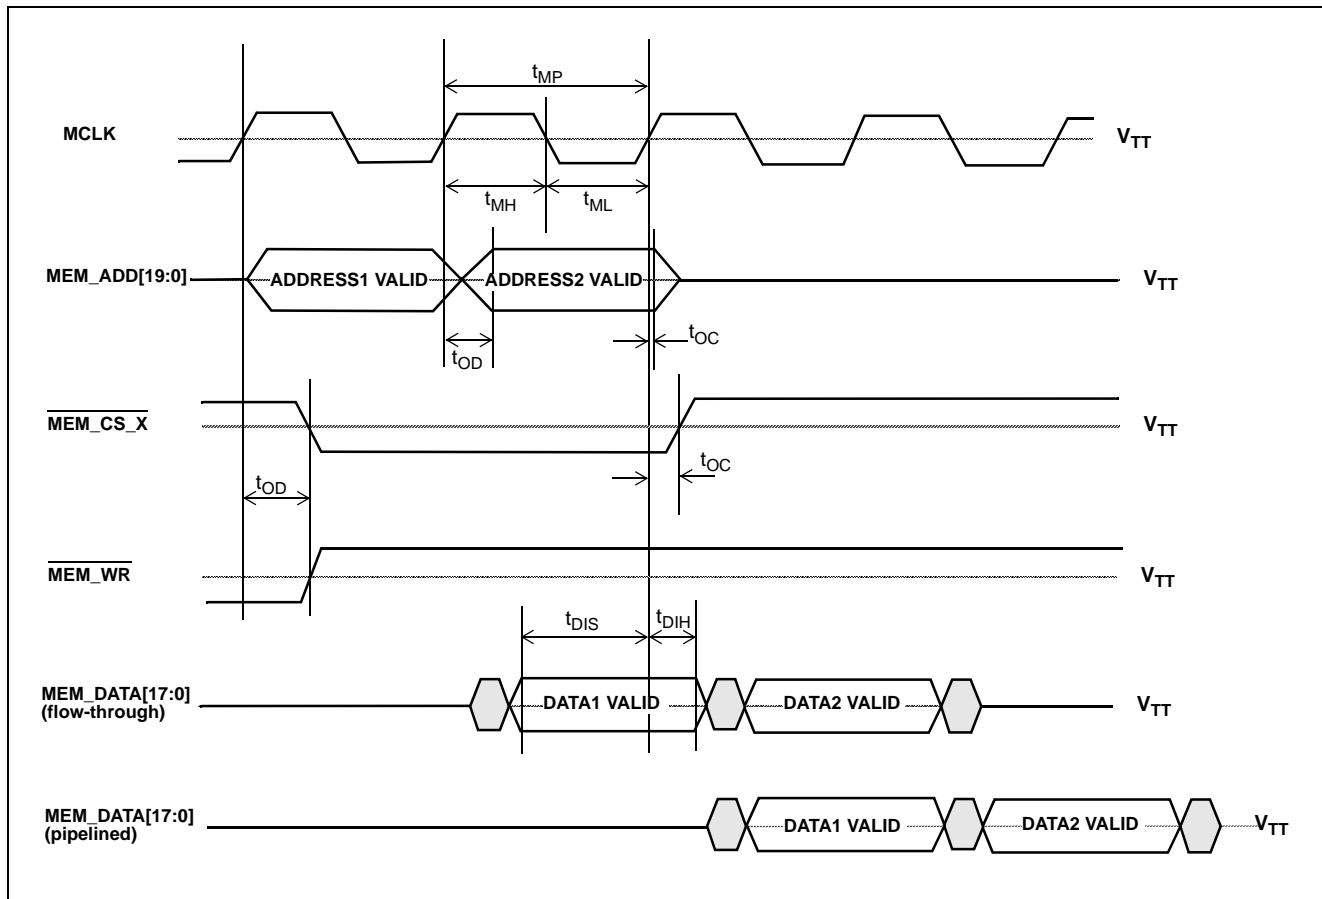 tMP
MCLK
VTT
tMH
tML
MEM_ADD[19:0]
ADDRESS1 VALID
ADDRESS2 VALID
VTT
tOD
tOC
MEM_CS_X
VTT
tOD
tOC
MEM_WR
VTT
tDIS
tDIH
MEM_DATA[17:0]
(flow-through)
DATA1 VALID
DATA2 VALID
VTT
MEM_DATA[17:0]
(pipelined)
DATA1 VALID
DATA2 VALID
VTT